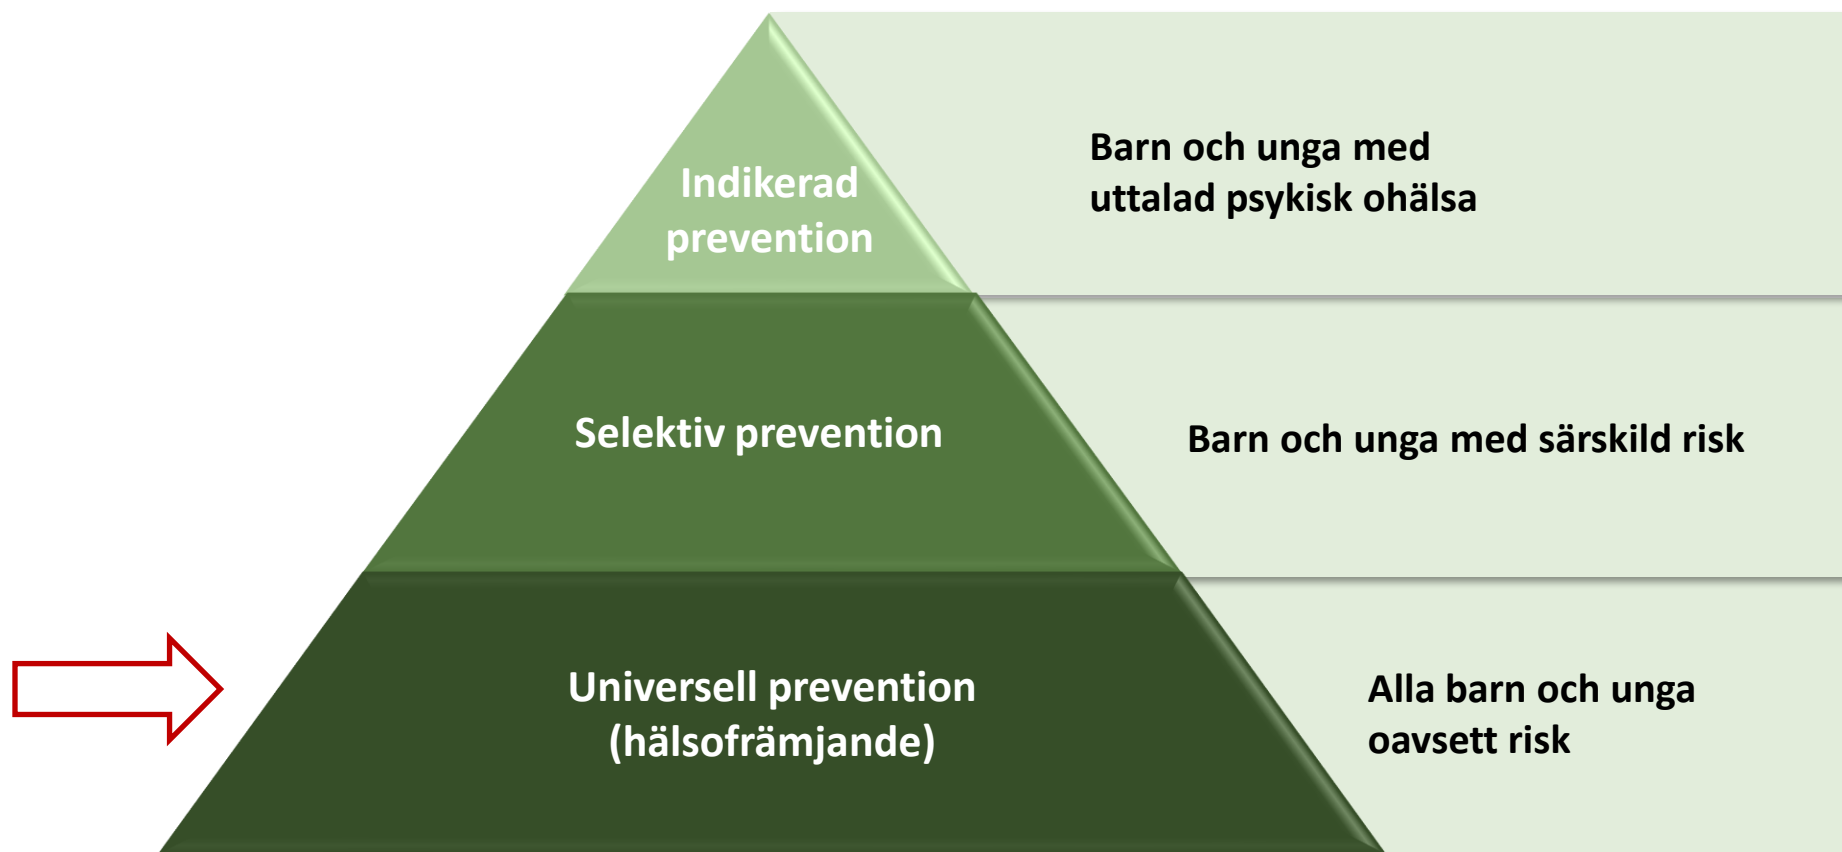 Indikerad
prevention
Barn och unga med
uttalad psykisk ohälsa
Selektiv prevention
Barn och unga med särskild risk
Universell prevention
(hälsofrämjande)
Alla barn och unga
oavsett risk